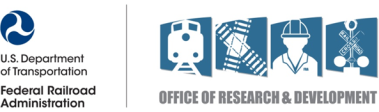 U.S. Department
of Transportation
Federal Railroad
Administration
OFFICE OF RESEARCH & DEVELOPMENT